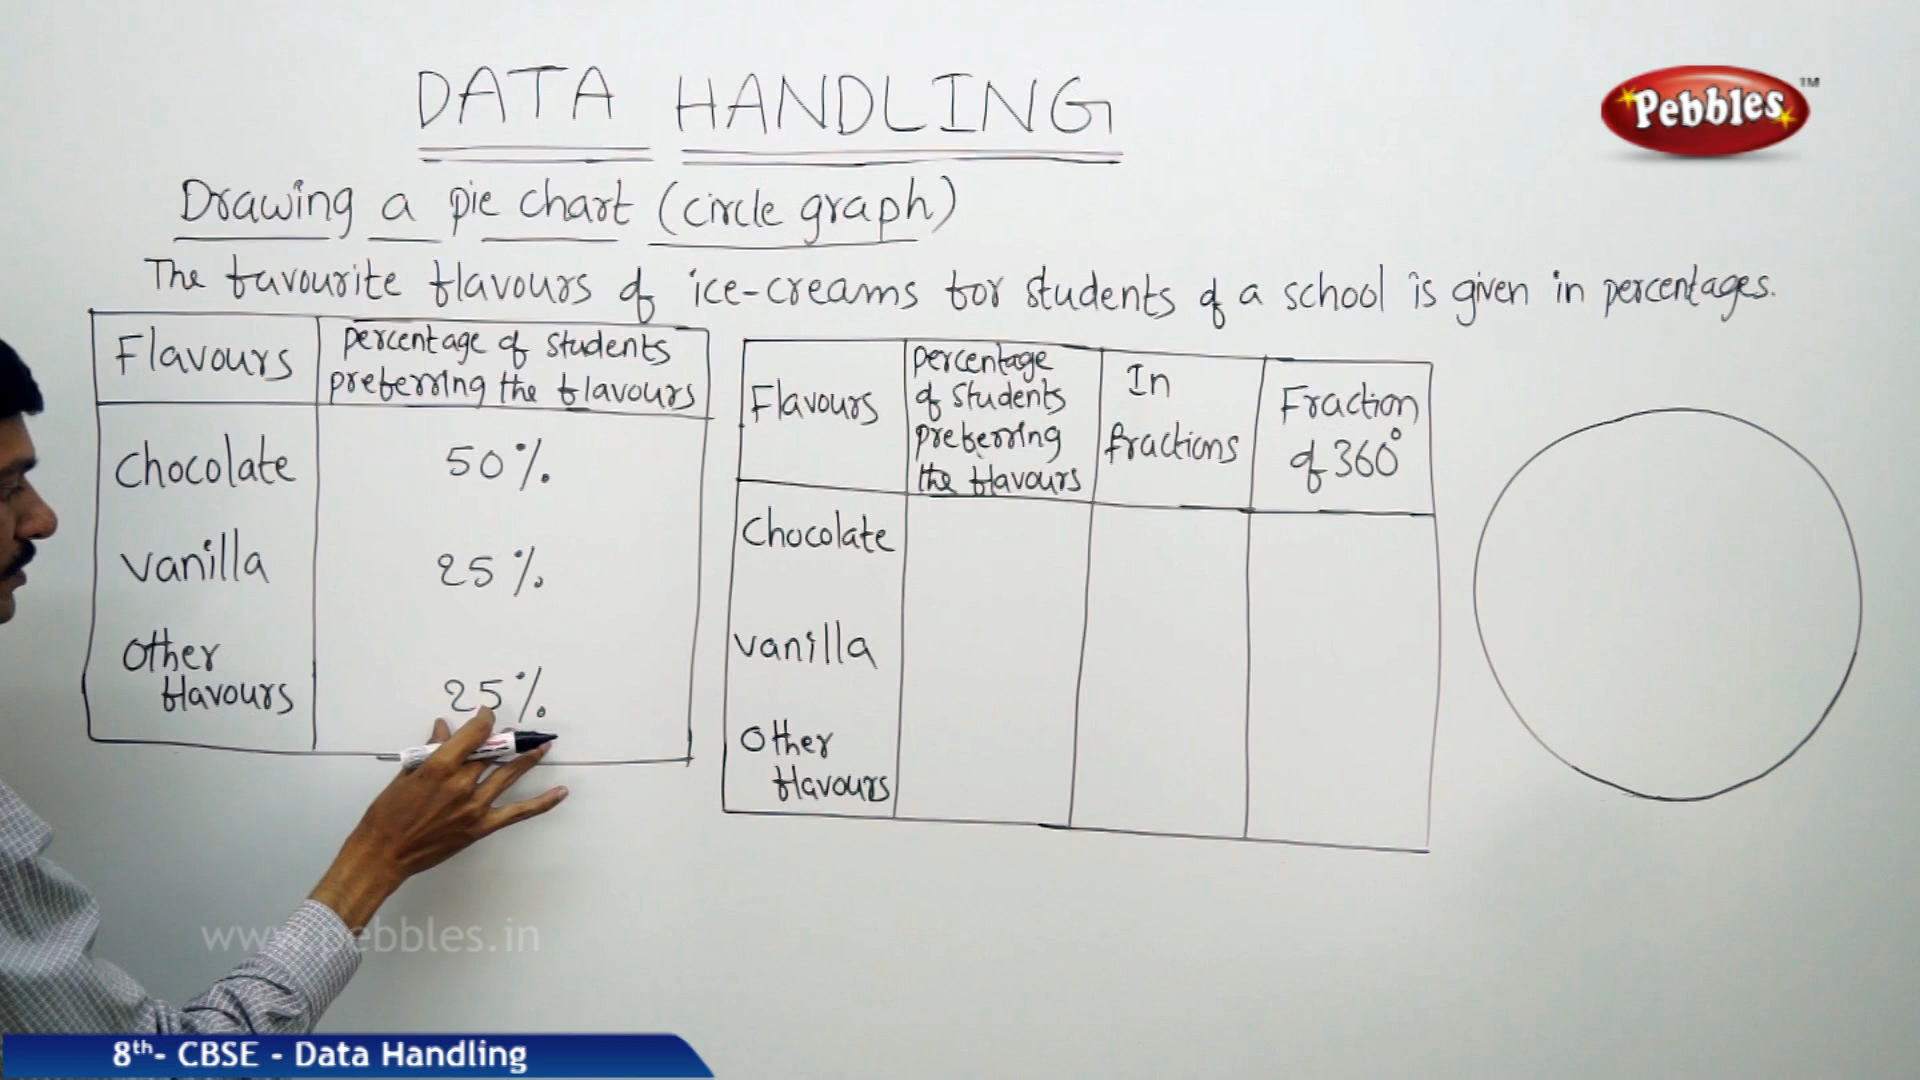 DATA HANDLING
Pebbles TM
Drawing a pie chart (circle graph)
The favourite flavours of ice-creams for students of a school is given in percentages.
Flavours
percentage of students
preferring the flavours
Chocolate
50%
Vanilla
25%
Other
flavours
25%
Flavours
percentage
of students
preferring
the flavours
In
fractions
Fraction
of 360°
Chocolate
Vanilla
Other
flavours
www.pebbles.in
8th- CBSE - Data Handling